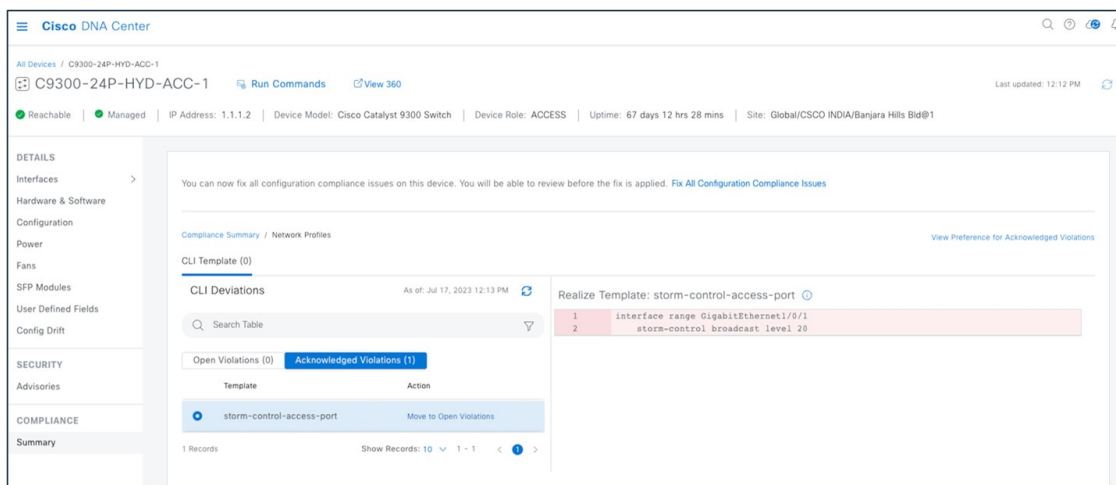 Cisco DNA Center
All Devices / C9300-24P-HYD-ACC-1
C9300-24P-HYD-ACC-1 Run Commands View 360 Last updated: 12:12 PM
Reachable | Managed | IP Address: 1.1.1.2 | Device Model: Cisco Catalyst 9300 Switch | Device Role: ACCESS | Uptime: 67 days 12 hrs 28 mins | Site: Global/CSCO INDIA/Banjara Hills Bld@1
DETAILS
Interfaces
Hardware & Software
Configuration
Power
Fans
SFP Modules
User Defined Fields
Config Drift
SECURITY
Advisories
COMPLIANCE
Summary
You can now fix all configuration compliance issues on this device. You will be able to review before the fix is applied. Fix All Configuration Compliance Issues
Compliance Summary / Network Profiles
View Preference for Acknowledged Violations
CLI Template (0)
CLI Deviations As of: Jul 17, 2023 12:13 PM
Search Table
Open Violations (0) Acknowledged Violations (1)
Template Action
storm-control-access-port Move to Open Violations
1 Records Show Records: 10 1 - 1 < 1 >
Realize Template: storm-control-access-port
1 interface range GigabitEthernet1/0/1
2 storm-control broadcast level 20